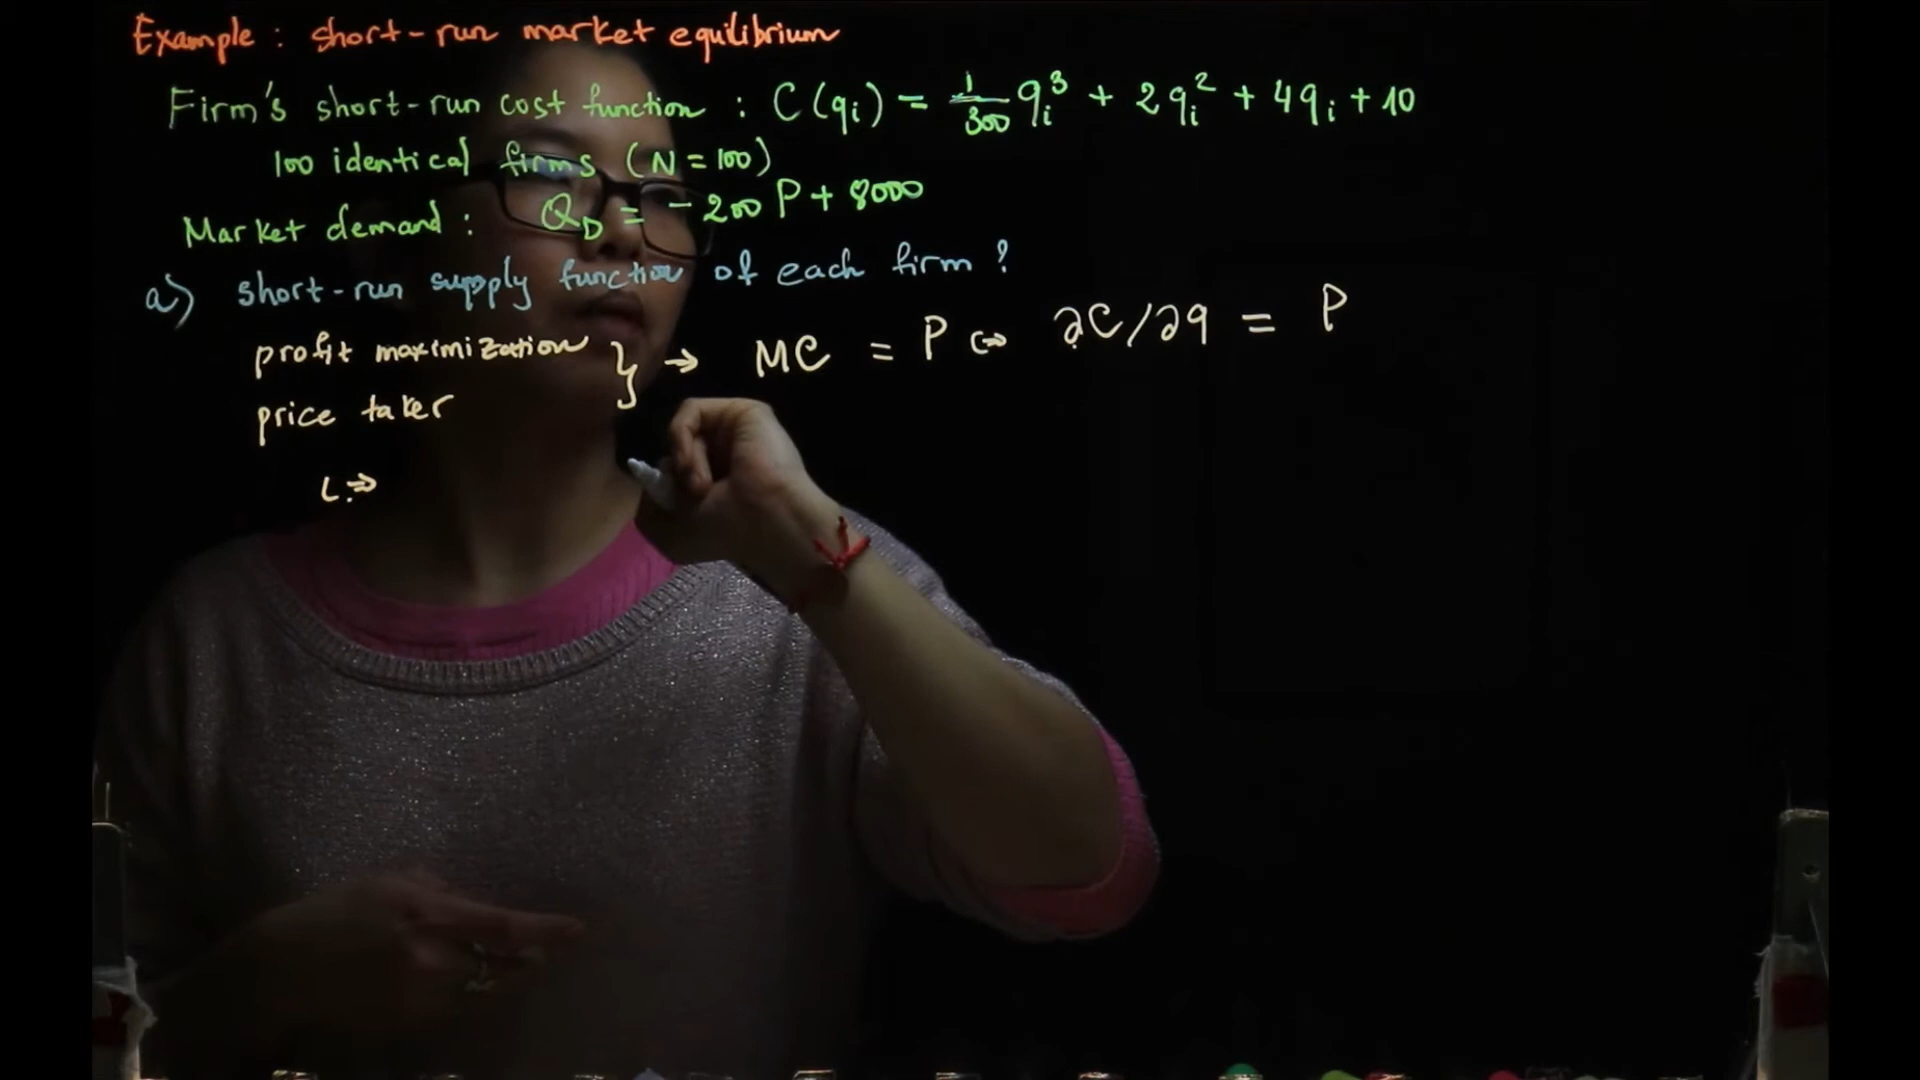 Example : short-run market equilibrium
Firm's short-run cost function : C(qᵢ) = 1/300 qᵢ³ + 2qᵢ² + 4qᵢ + 10
100 identical firms (N = 100)
Market demand : Q_D = -200P + 8000
a) short-run supply function of each firm ?
profit maximization } → MC = P ⇔ ∂C/∂q = P
price taker
↳⇒